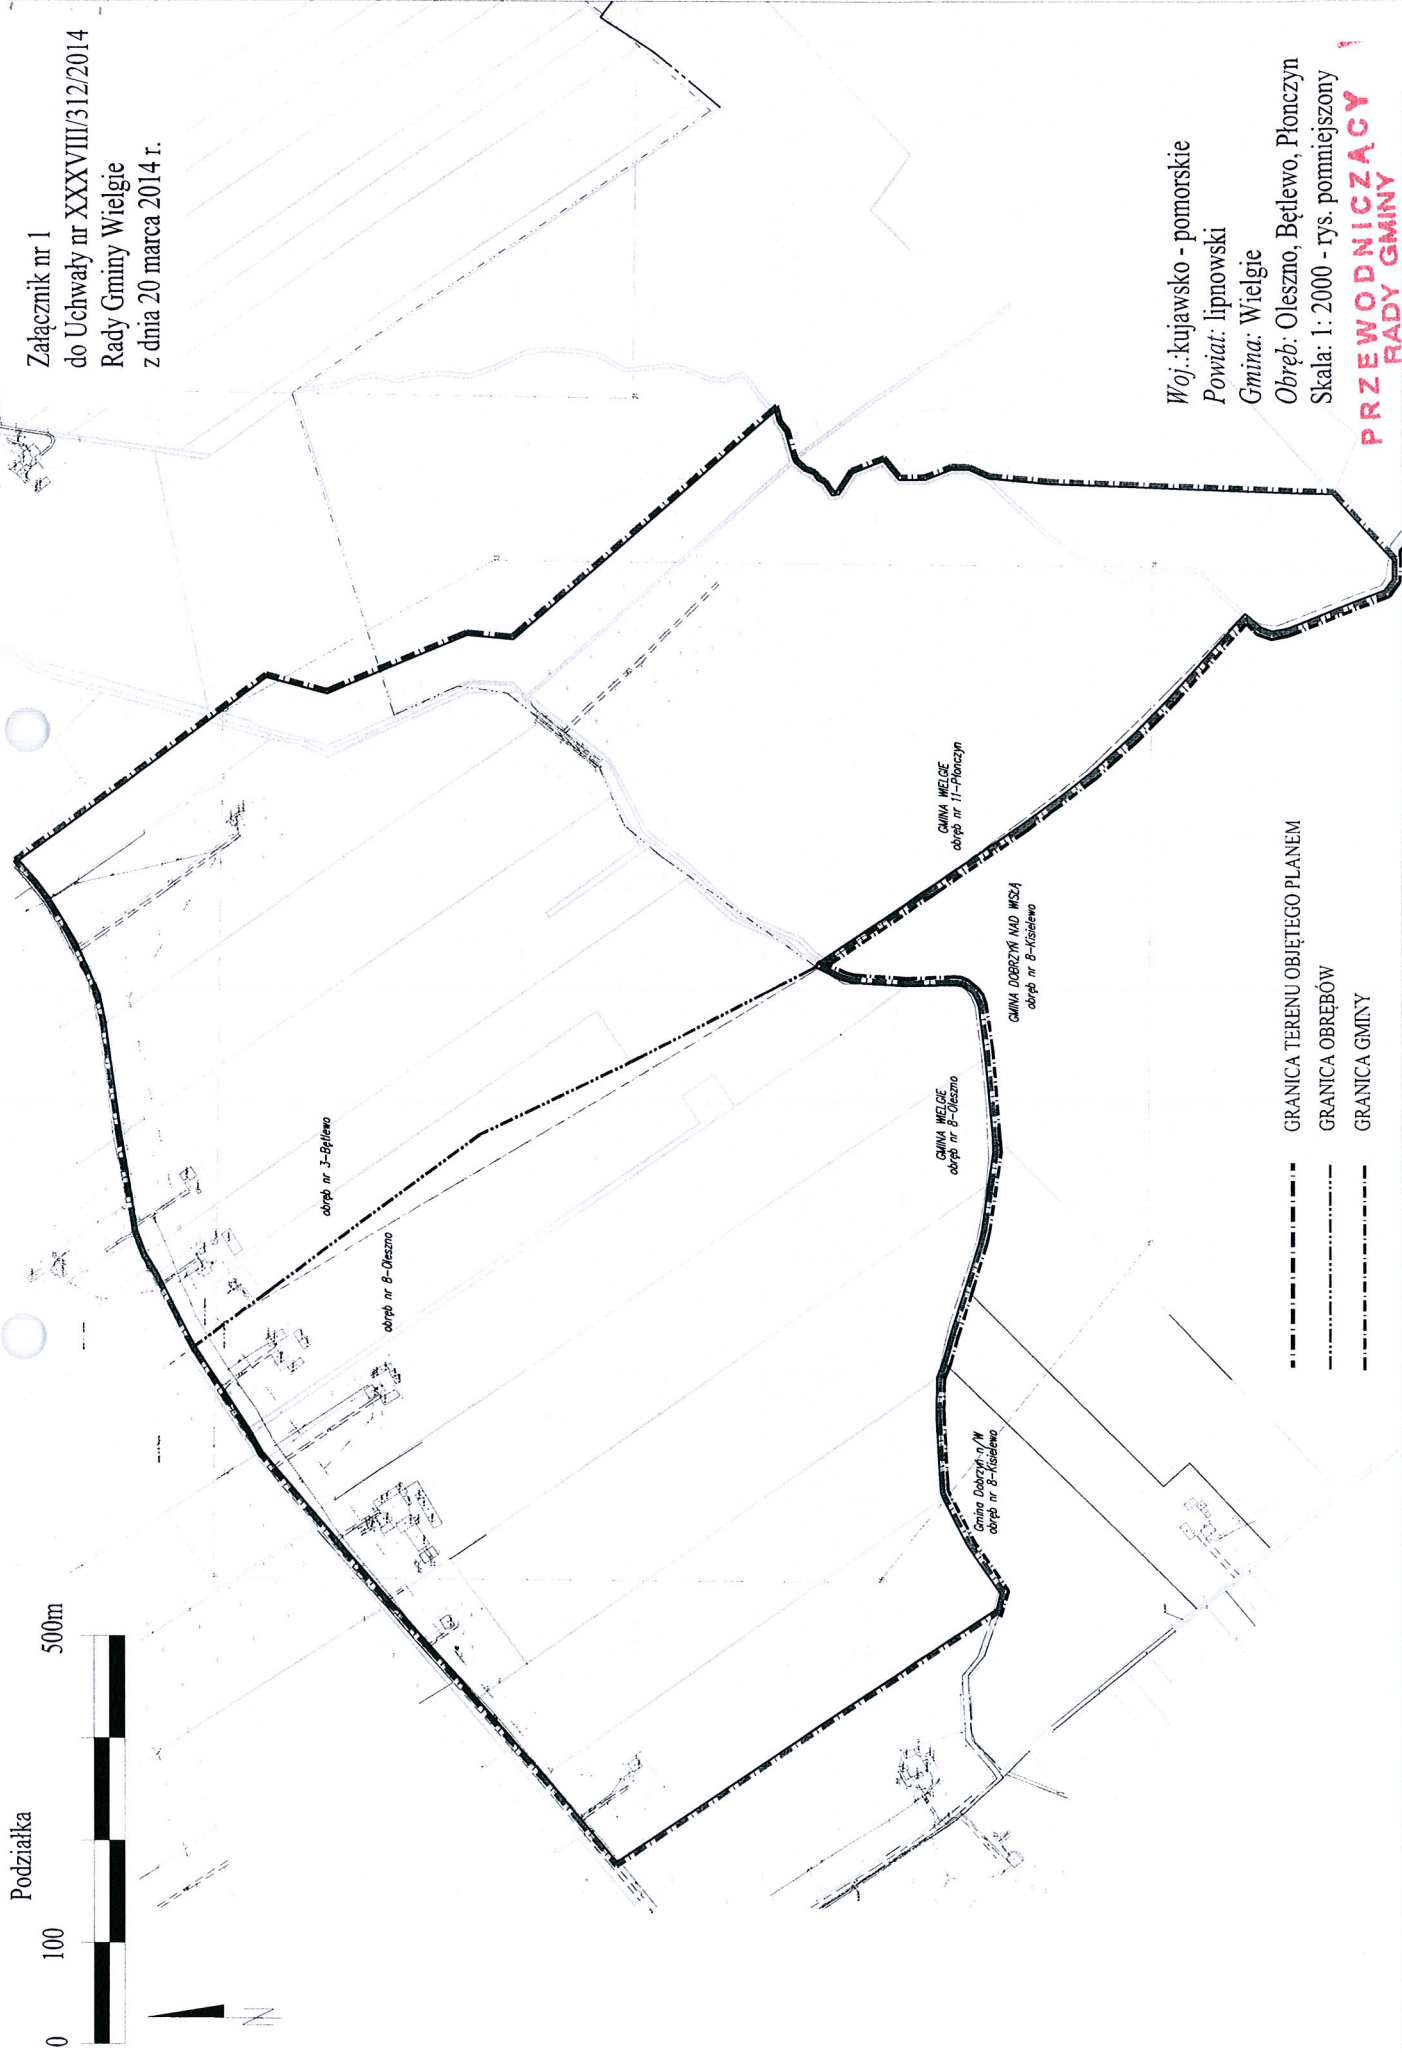 Załącznik nr 1
do Uchwały nr XXXVIII/312/2014
Rady Gminy Wielgie
z dnia 20 marca 2014 r.
Podziałka
0 100 500m
N
obręb nr 3-Bętlewo
obręb nr 8-Oleszno
GMINA WIELGIE
obręb nr 11-Płonczyn
GMINA DOBRZYŃ NAD WISŁĄ
obręb nr 8-Kisielewo
GMINA WIELGIE
obręb nr 8-Oleszno
Gmina Dobrzyń n/W
obręb nr 8-Kisielewo
GRANICA TERENU OBJĘTEGO PLANEM
GRANICA OBRĘBÓW
GRANICA GMINY
Woj.: kujawsko - pomorskie
Powiat: lipnowski
Gmina: Wielgie
Obręb: Oleszno, Bętlewo, Płonczyn
Skala: 1: 2000 - rys. pomniejszony
PRZEWODNICZĄCY
RADY GMINY